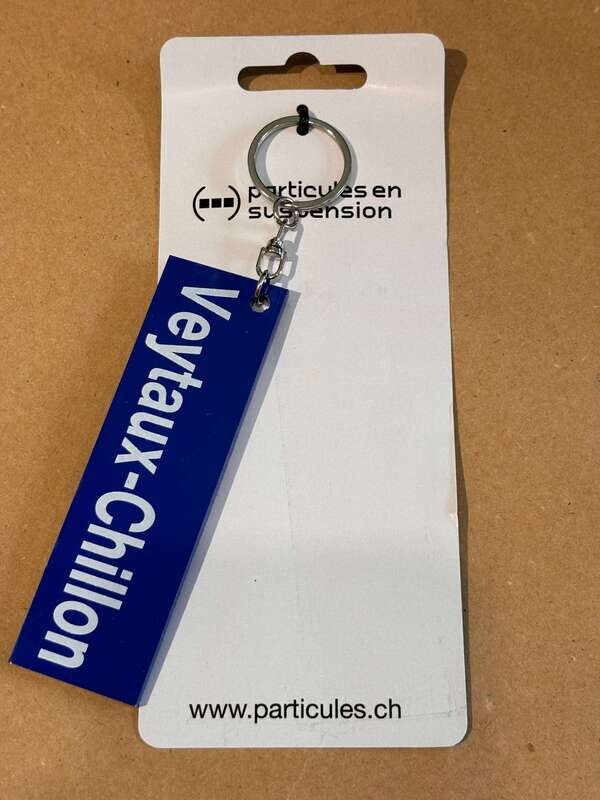 (▪▪▪) particules en
suspension
Veytaux-Chillon
www.particules.ch